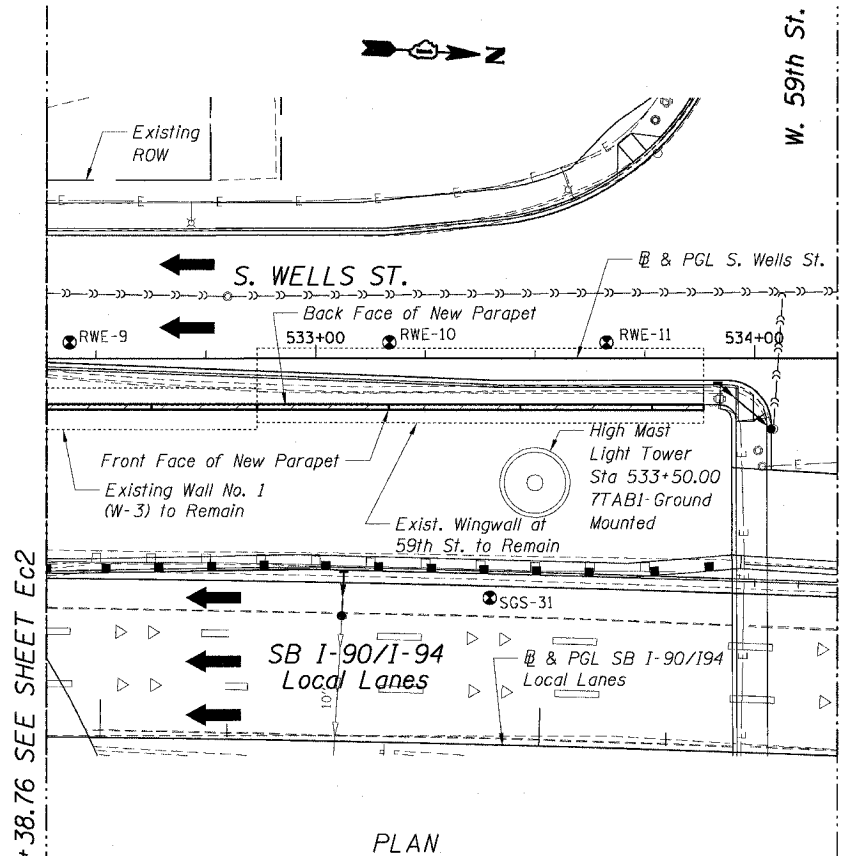 N
W. 59th St.
Existing
ROW
S. WELLS ST.
℄ & PGL S. Wells St.
Back Face of New Parapet
RWE-9
533+00
RWE-10
RWE-11
534+00
Front Face of New Parapet
Existing Wall No. 1
(W-3) to Remain
Exist. Wingwall at
59th St. to Remain
High Mast
Light Tower
Sta 533+50.00
7TAB1-Ground
Mounted
SGS-31
SB I-90/I-94
Local Lanes
& PGL SB I-90/I94
Local Lanes
10'
+38.76 SEE SHEET Ec2
E
E
E
E
E
E
E
E
E
PLAN